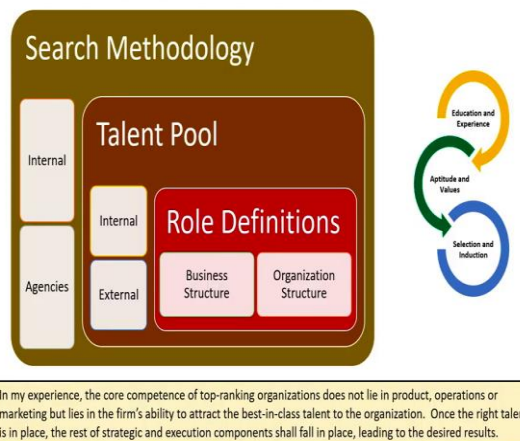 Search Methodology
Internal
Agencies
Talent Pool
Internal
External
Role Definitions
Business
Structure
Organization
Structure
Education and
Experience
Aptitude and
Values
Selection and
Induction
In my experience, the core competence of top-ranking organizations does not lie in product, operations or
marketing but lies in the firm's ability to attract the best-in-class talent to the organization. Once the right talen
is in place, the rest of strategic and execution components shall fall in place, leading to the desired results.